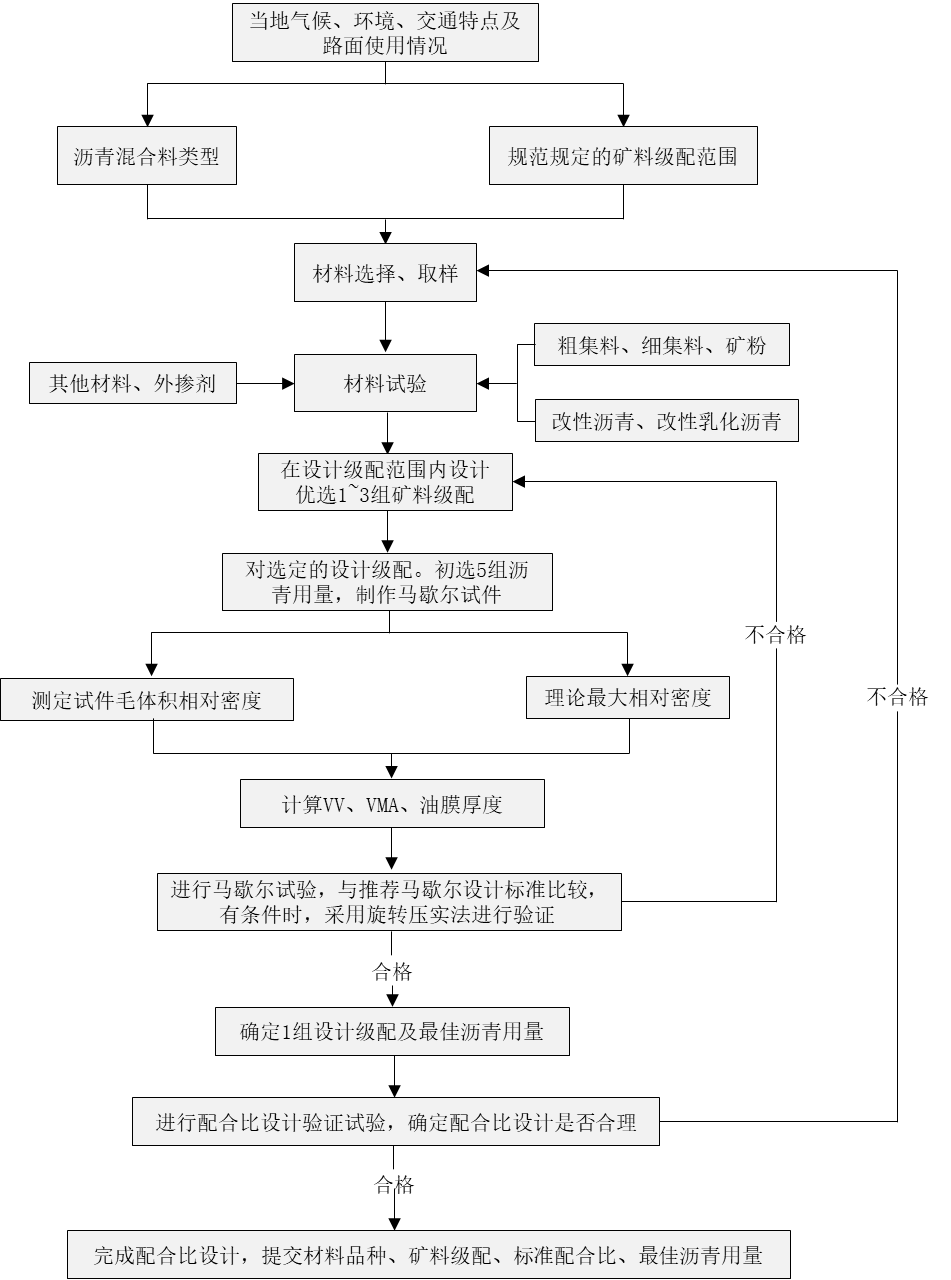 当地气候、环境、交通特点及
路面使用情况
沥青混合料类型
规范规定的矿料级配范围
材料选择、取样
粗集料、细集料、矿粉
其他材料、外掺剂
材料试验
改性沥青、改性乳化沥青
在设计级配范围内设计
优选1~3组矿料级配
对选定的设计级配。初选5组沥
青用量，制作马歇尔试件
不合格
测定试件毛体积相对密度
理论最大相对密度
不合格
计算VV、VMA、油膜厚度
进行马歇尔试验，与推荐马歇尔设计标准比较，
有条件时，采用旋转压实法进行验证
合格
确定1组设计级配及最佳沥青用量
进行配合比设计验证试验，确定配合比设计是否合理
合格
完成配合比设计，提交材料品种、矿料级配、标准配合比、最佳沥青用量